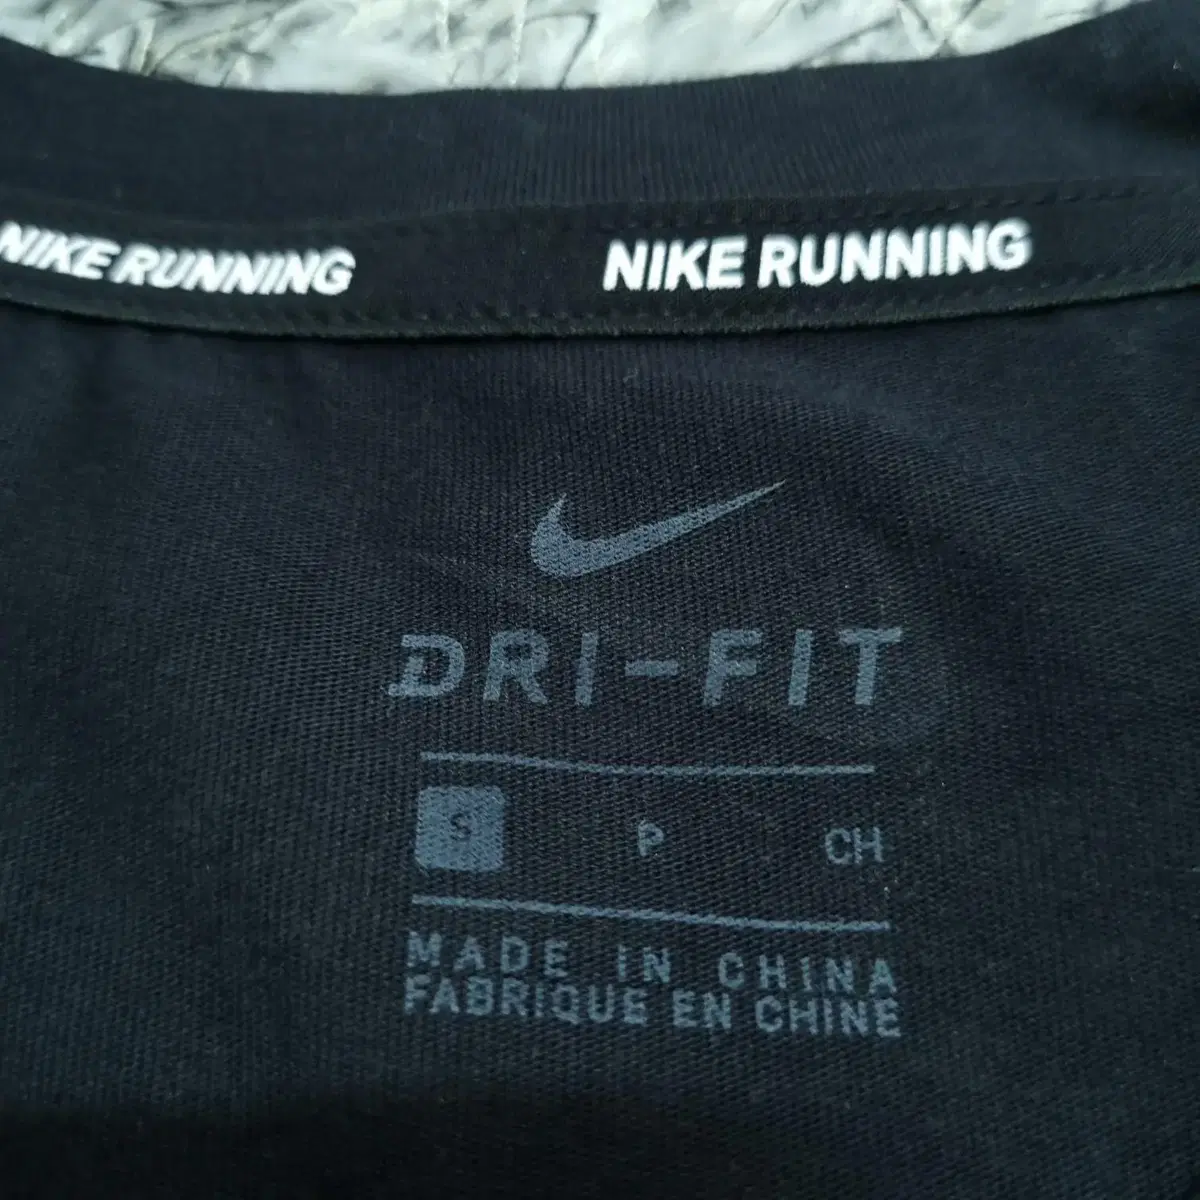 NIKE RUNNING NIKE RUNNING
DRI-FIT
S P CH
MADE IN CHINA
FABRIQUE EN CHINE